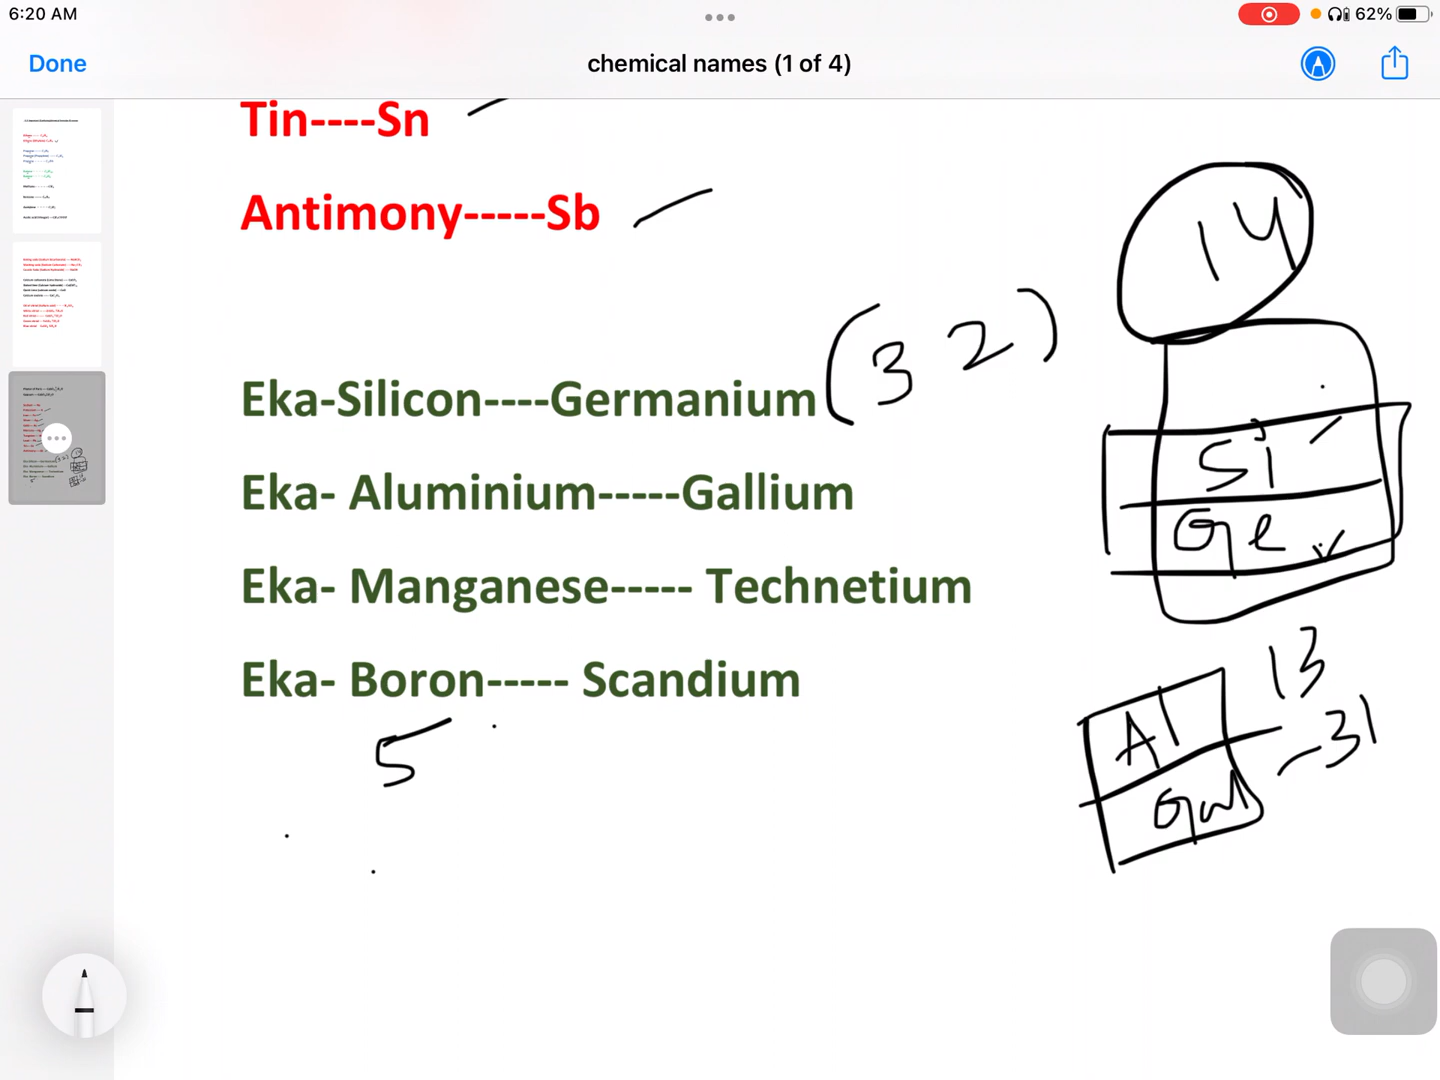 6:20 AM
62%
Done
chemical names (1 of 4)
Tin----Sn
Antimony-----Sb
14
(32)
Eka-Silicon----Germanium
Si
Eka- Aluminium-----Gallium
Ge
Eka- Manganese----- Technetium
Eka- Boron----- Scandium
13
Al
-31
5